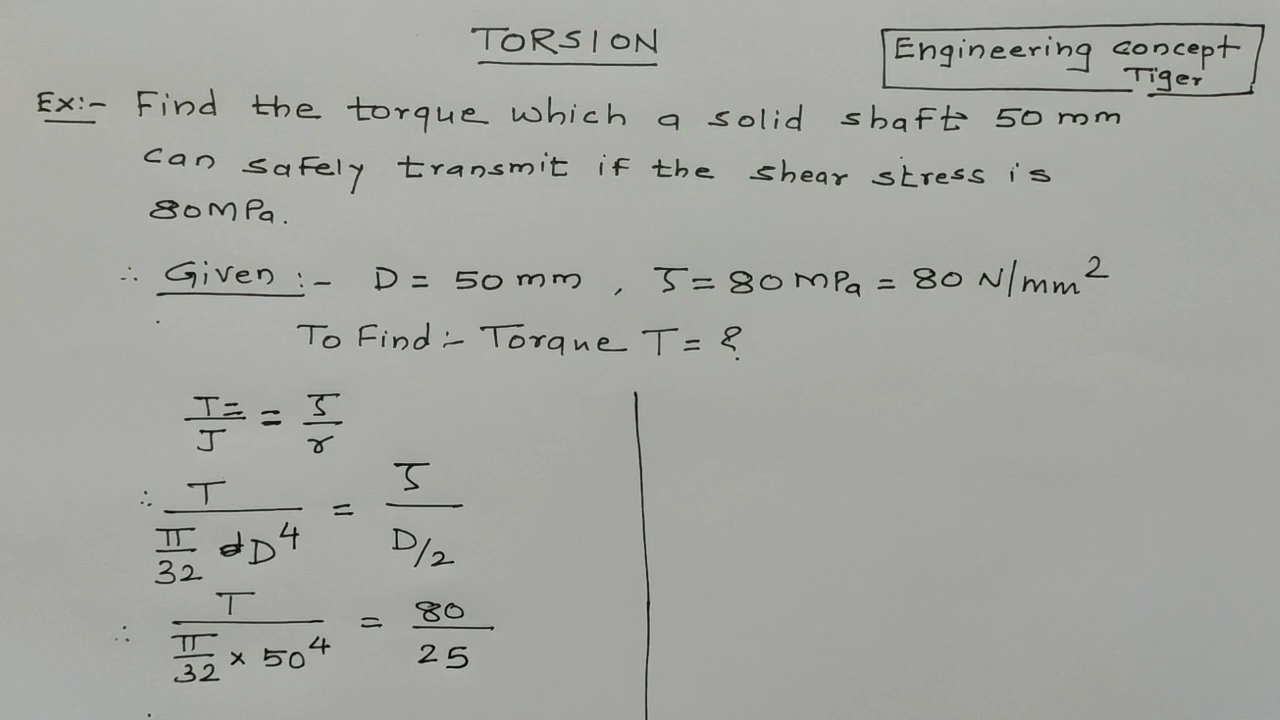 TORSION
Engineering concept
Tiger
Ex:- Find the torque which a solid shaft 50 mm
can safely transmit if the shear stress is
80MPa.
∴ Given :- D = 50 mm , τ = 80 MPa = 80 N/mm²
To Find :- Torque T = ?
T=/J = τ/r
∴ T/(π/32 D⁴) = τ/(D/2)
∴ T/(π/32 × 50⁴) = 80/25